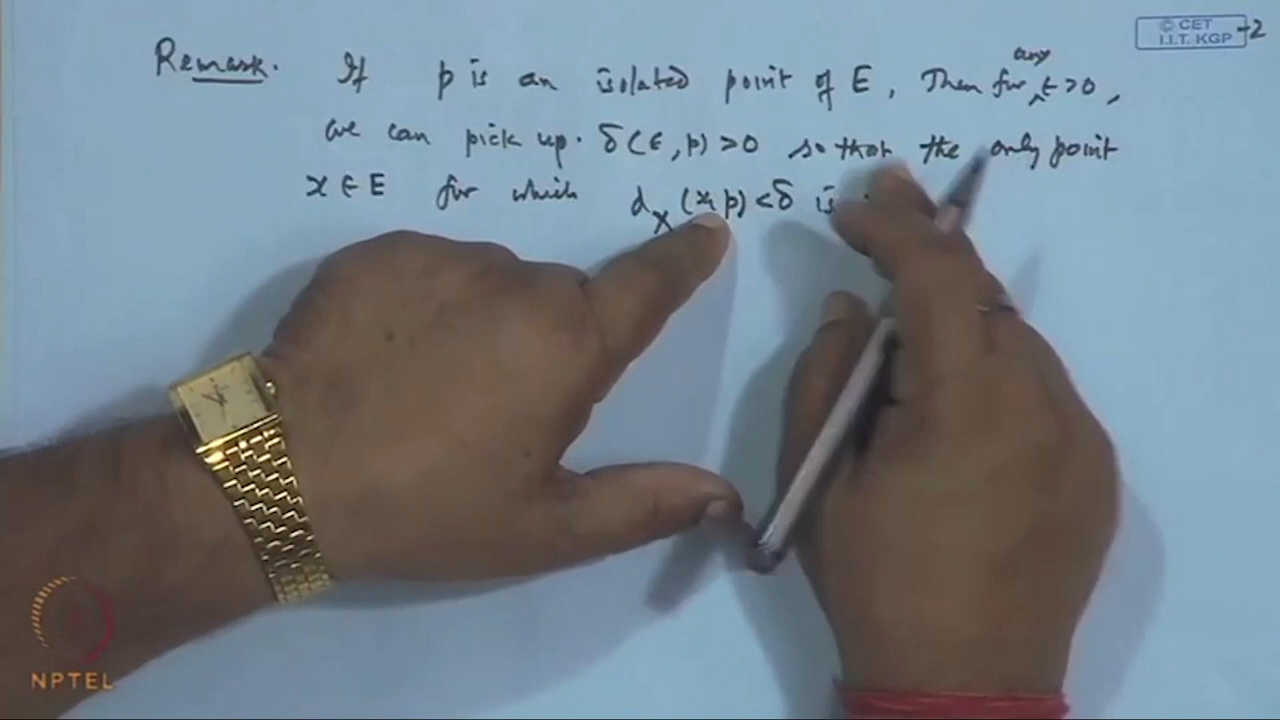 © CET
I.I.T. KGP
-2
Remark. If p is an isolated point of E, Then for any ε>0,
we can pick up. δ(ε, p) > 0 so that the only point
x ∈ E for which d_X (x, p) < δ is
NPTEL